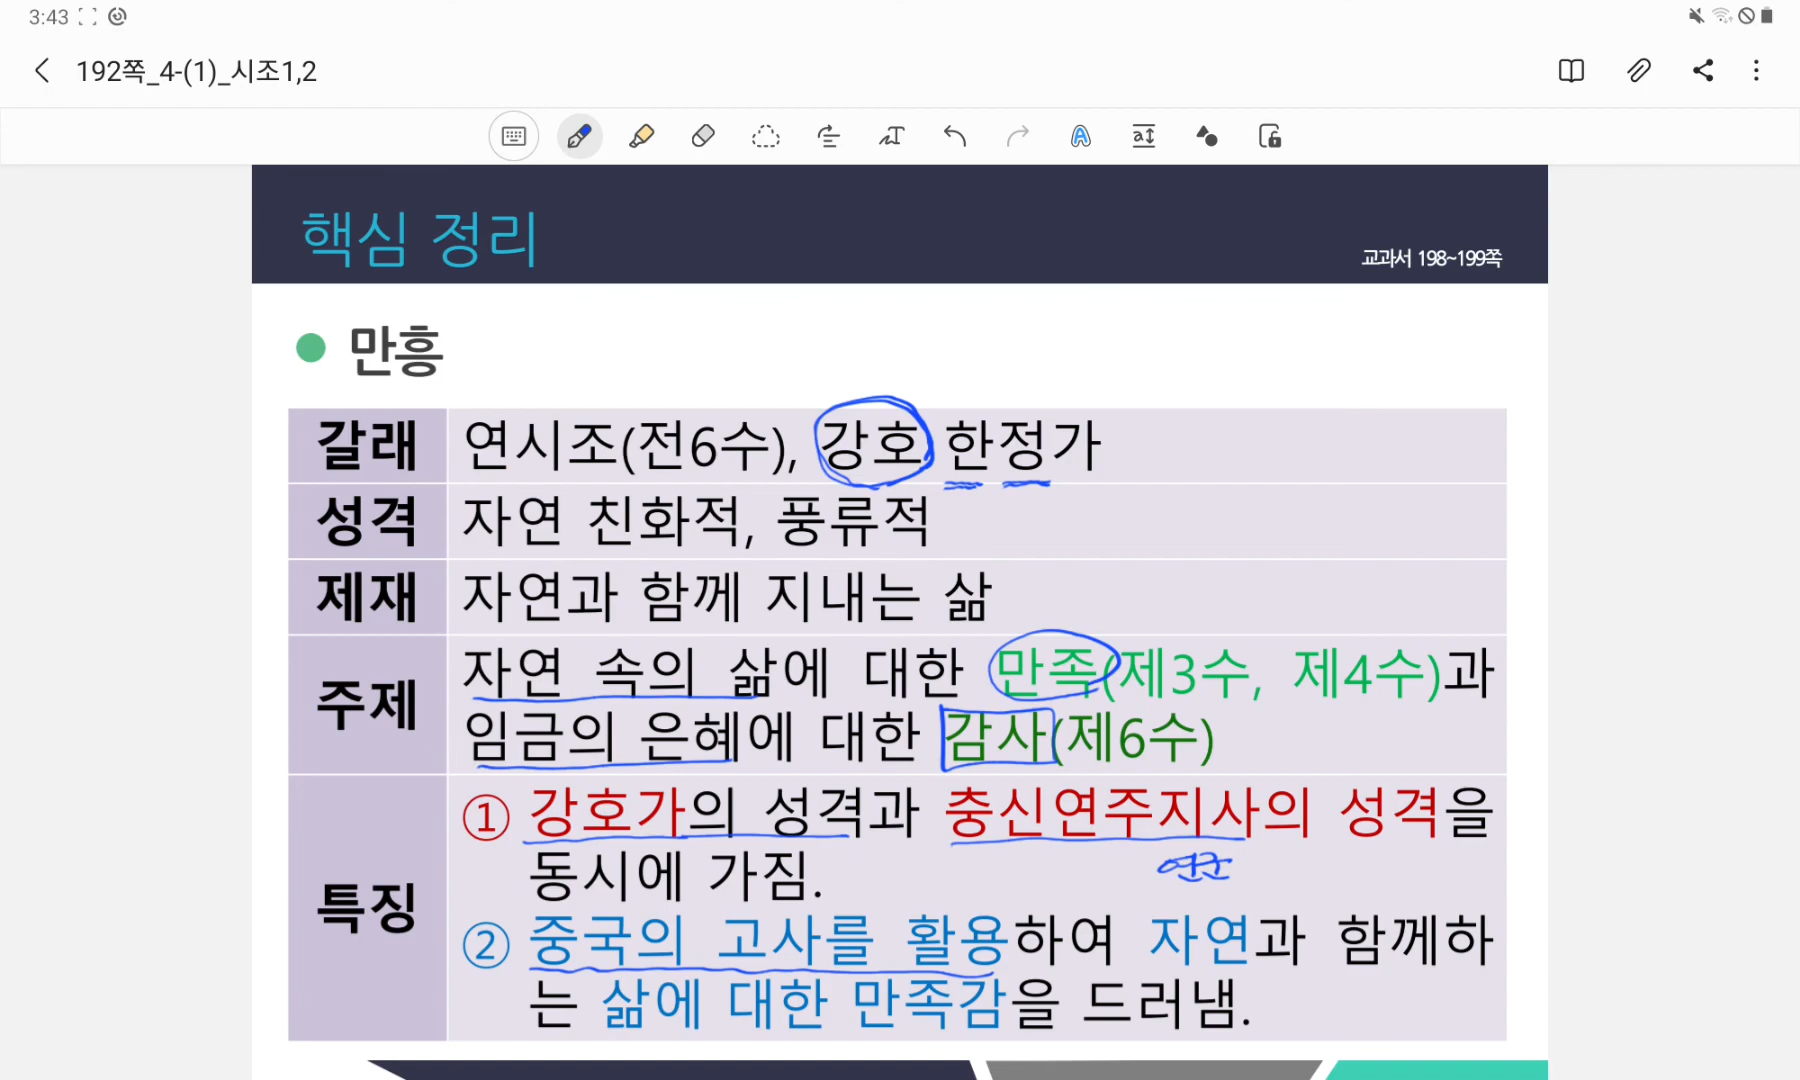 3:43
192쪽_4-(1)_시조1,2
핵심 정리
교과서 198~199쪽
만흥
갈래 연시조(전6수), 강호 한정가
성격 자연 친화적, 풍류적
제재 자연과 함께 지내는 삶
주제 자연 속의 삶에 대한 만족(제3수, 제4수)과
임금의 은혜에 대한 감사(제6수)
특징 ① 강호가의 성격과 충신연주지사의 성격을
동시에 가짐.
연군
② 중국의 고사를 활용하여 자연과 함께하
는 삶에 대한 만족감을 드러냄.